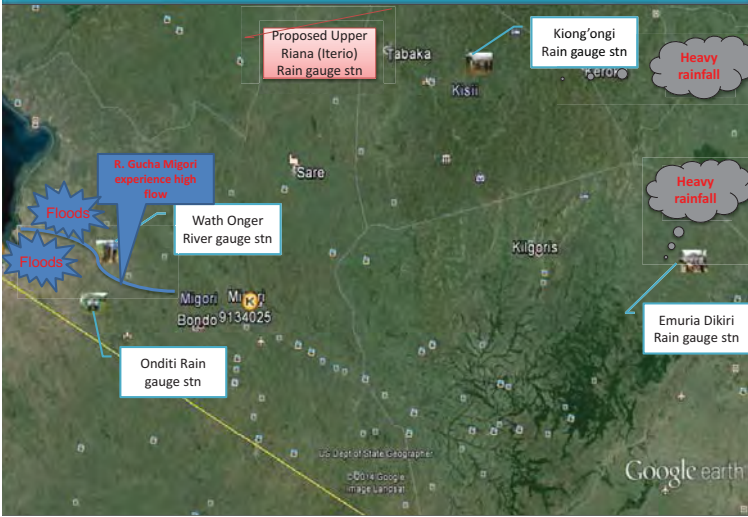 Proposed Upper
Riana (Iterio)
Rain gauge stn
Tabaka
Kiong'ongi
Rain gauge stn
Kisii
Heavy
rainfall
R. Gucha Migori
experience high
flow
Sare
Heavy
rainfall
Floods
Wath Onger
River gauge stn
Floods
Kilgoris
Migori
Bondo
9134025
Emuria Dikiri
Rain gauge stn
Onditi Rain
gauge stn
US Dept of State Geographer
©2014 Google
Image Landsat
Google earth